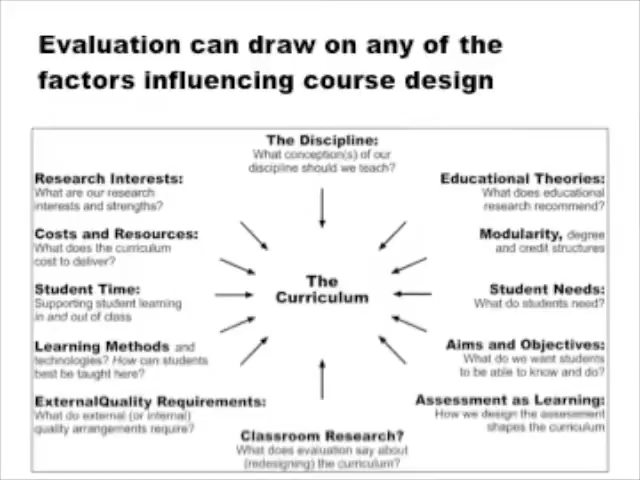 Evaluation can draw on any of the
factors influencing course design
The Discipline:
What conception(s) of our
discipline should we teach?
Research Interests:
What are our research
interests and strengths?
Costs and Resources:
What does the curriculum
cost to deliver?
Student Time:
Supporting student learning
in and out of class
Learning Methods and
technologies? How can students
best be taught here?
ExternalQuality Requirements:
What do external (or internal)
quality arrangements require?
The
Curriculum
Educational Theories:
What does educational
research recommend?
Modularity, degree
and credit structures
Student Needs:
What do students need?
Aims and Objectives:
What do we want students
to be able to know and do?
Assessment as Learning:
How we design the assessment
shapes the curriculum
Classroom Research?
What does evaluation say about
(redesigning) the curriculum?